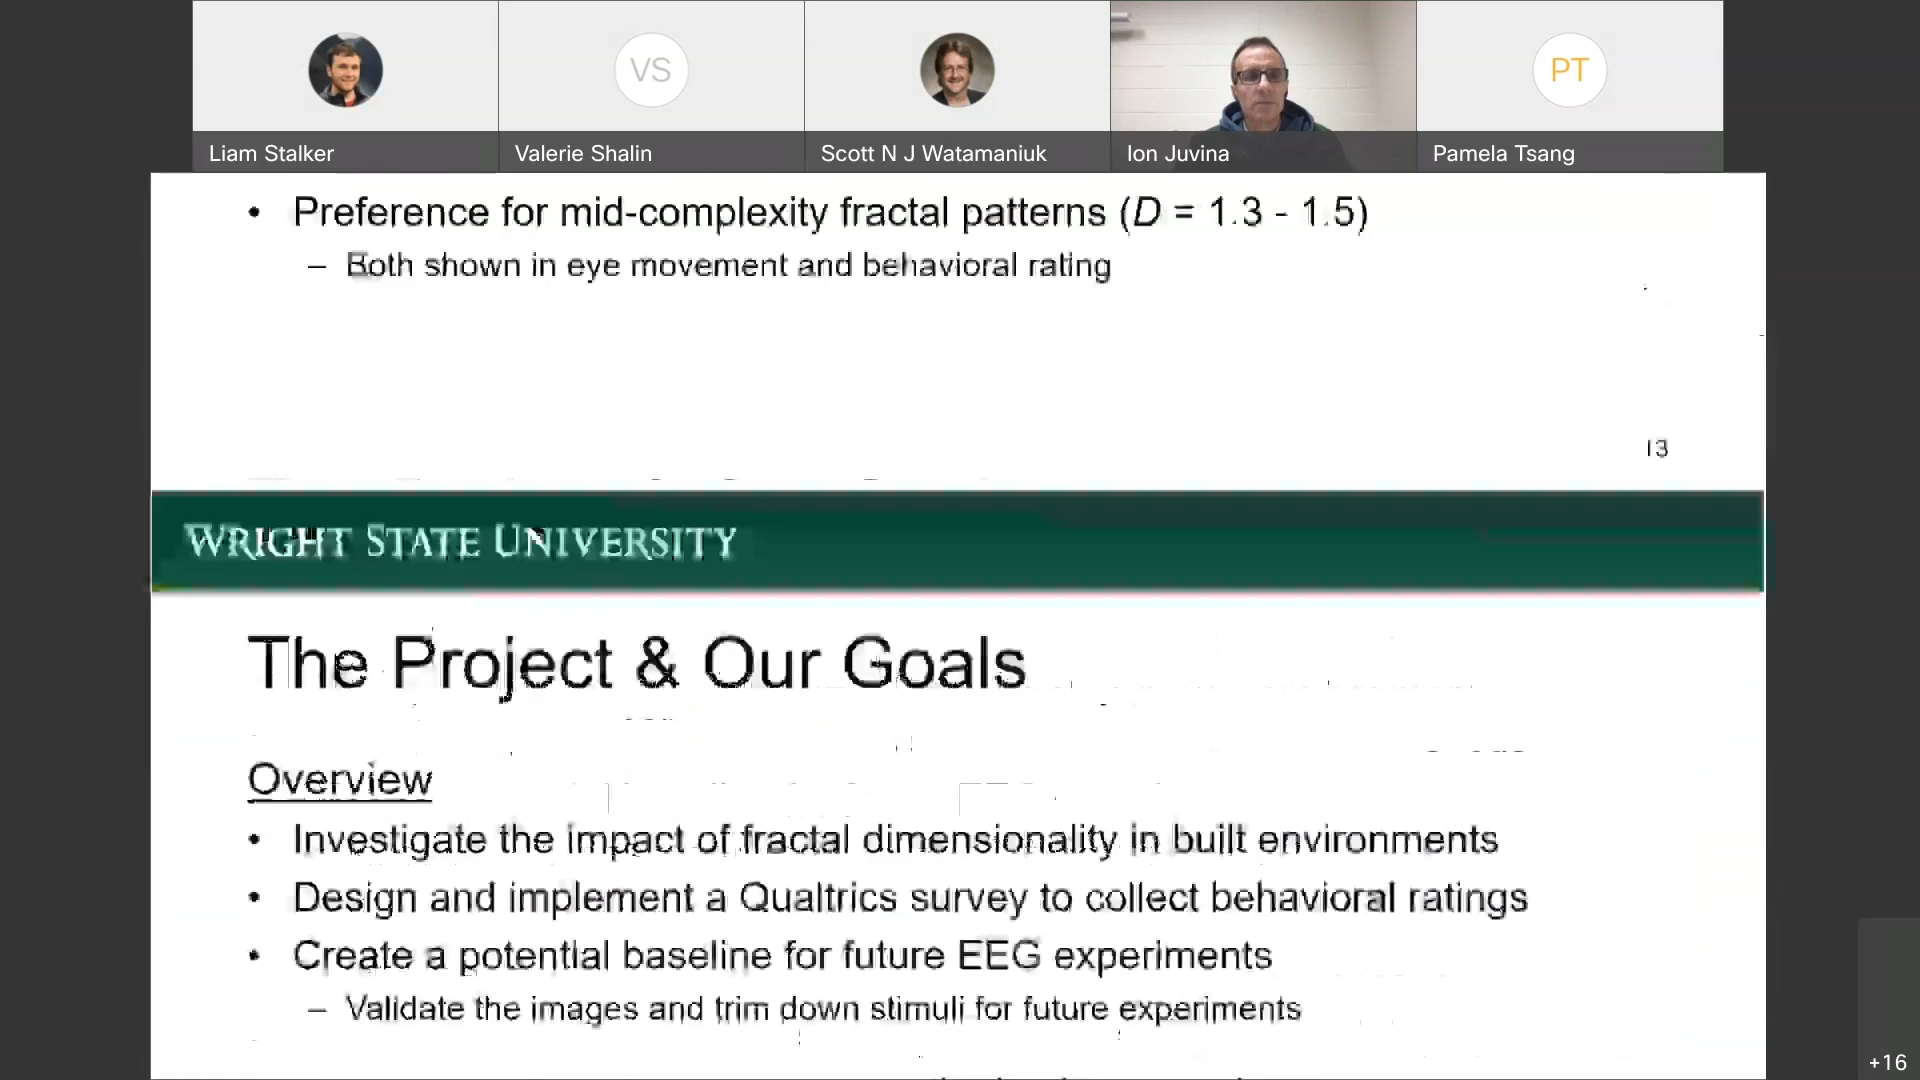 VS
PT
Liam Stalker
Valerie Shalin
Scott N J Watamaniuk
Ion Juvina
Pamela Tsang
• Preference for mid-complexity fractal patterns (D = 1.3 - 1.5)
– Both shown in eye movement and behavioral rating
13
WRIGHT STATE UNIVERSITY
The Project & Our Goals
Overview
• Investigate the impact of fractal dimensionality in built environments
• Design and implement a Qualtrics survey to collect behavioral ratings
• Create a potential baseline for future EEG experiments
– Validate the images and trim down stimuli for future experiments
+16